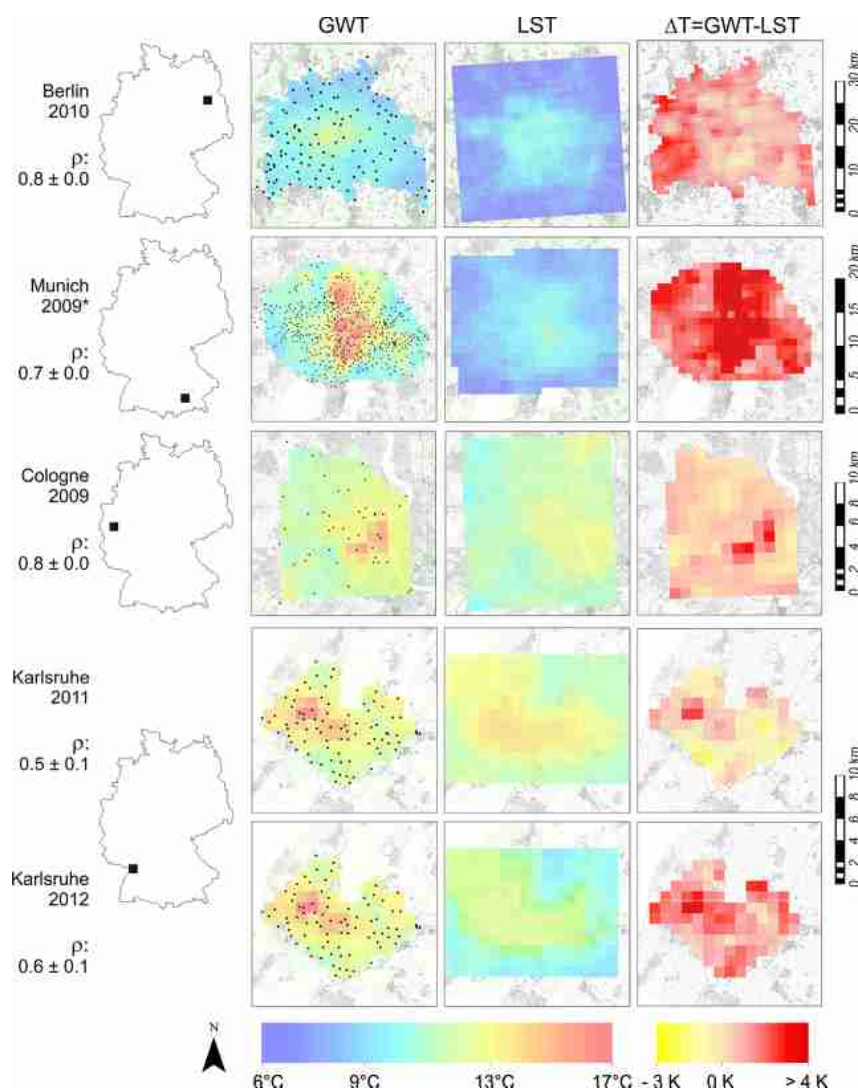 GWT LST ΔT=GWT-LST
Berlin
2010
ρ:
0.8 ± 0.0
0 10 20 30 km
Munich
2009*
ρ:
0.7 ± 0.0
0 5 10 15 20 km
Cologne
2009
ρ:
0.8 ± 0.0
0 2 4 6 8 10 km
Karlsruhe
2011
ρ:
0.5 ± 0.1
Karlsruhe
2012
ρ:
0.6 ± 0.1
0 2 4 6 8 10 km
N
6°C 9°C 13°C 17°C - 3 K 0 K > 4 K